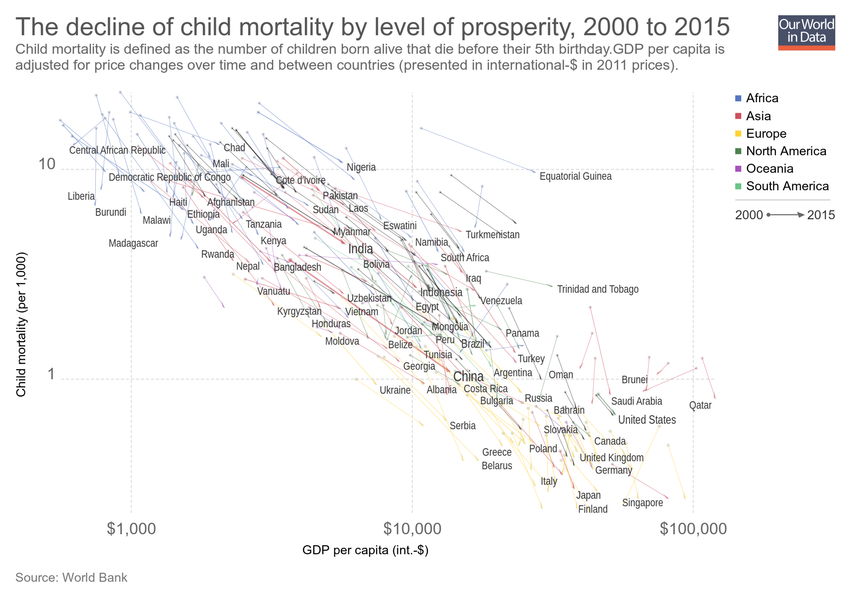 The decline of child mortality by level of prosperity, 2000 to 2015
Our World
in Data
Child mortality is defined as the number of children born alive that die before their 5th birthday.GDP per capita is
adjusted for price changes over time and between countries (presented in international-$ in 2011 prices).
Africa
Asia
Europe
North America
Oceania
South America
2000
2015
Child mortality (per 1,000)
10
1
Central African Republic
Chad
Mali
Nigeria
Democratic Republic of Congo
Cote d'Ivoire
Equatorial Guinea
Liberia
Haiti
Afghanistan
Pakistan
Burundi
Ethiopia
Sudan
Laos
Malawi
Uganda
Tanzania
Myanmar
Eswatini
Turkmenistan
Madagascar
Kenya
India
Namibia
Rwanda
Nepal
Bangladesh
Bolivia
South Africa
Iraq
Vanuatu
Uzbekistan
Indonesia
Trinidad and Tobago
Kyrgyzstan
Vietnam
Egypt
Venezuela
Honduras
Jordan
Mongolia
Panama
Moldova
Belize
Peru
Brazil
Tunisia
Turkey
Georgia
China
Argentina
Oman
Brunei
Ukraine
Albania
Costa Rica
Bulgaria
Russia
Saudi Arabia
Qatar
Bahrain
United States
Serbia
Slovakia
Canada
Greece
Poland
United Kingdom
Belarus
Germany
Italy
Japan
Singapore
Finland
$1,000
$10,000
$100,000
GDP per capita (int.-$)
Source: World Bank